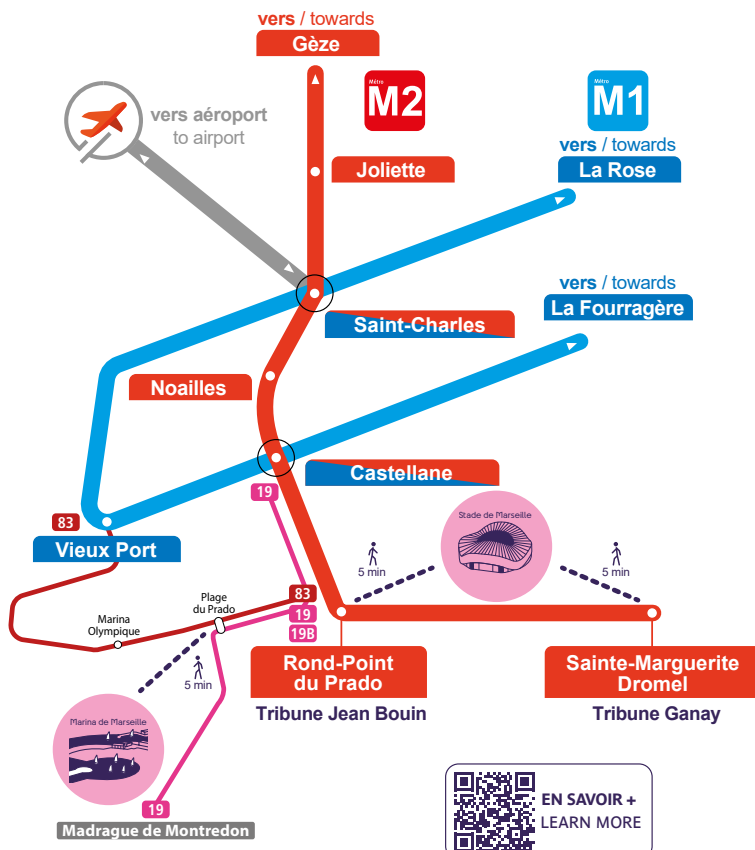 vers / towards
Gèze
Métro
M2
Métro
M1
vers aéroport
to airport
vers / towards
La Rose
Joliette
vers / towards
La Fourragère
Saint-Charles
Noailles
Castellane
19
83
Vieux Port
Stade de Marseille
5 min
5 min
Plage
du Prado
83
19
19B
Marina
Olympique
Rond-Point
du Prado
Tribune Jean Bouin
Sainte-Marguerite
Dromel
Tribune Ganay
5 min
Marina de Marseille
19
Madrague de Montredon
EN SAVOIR +
LEARN MORE